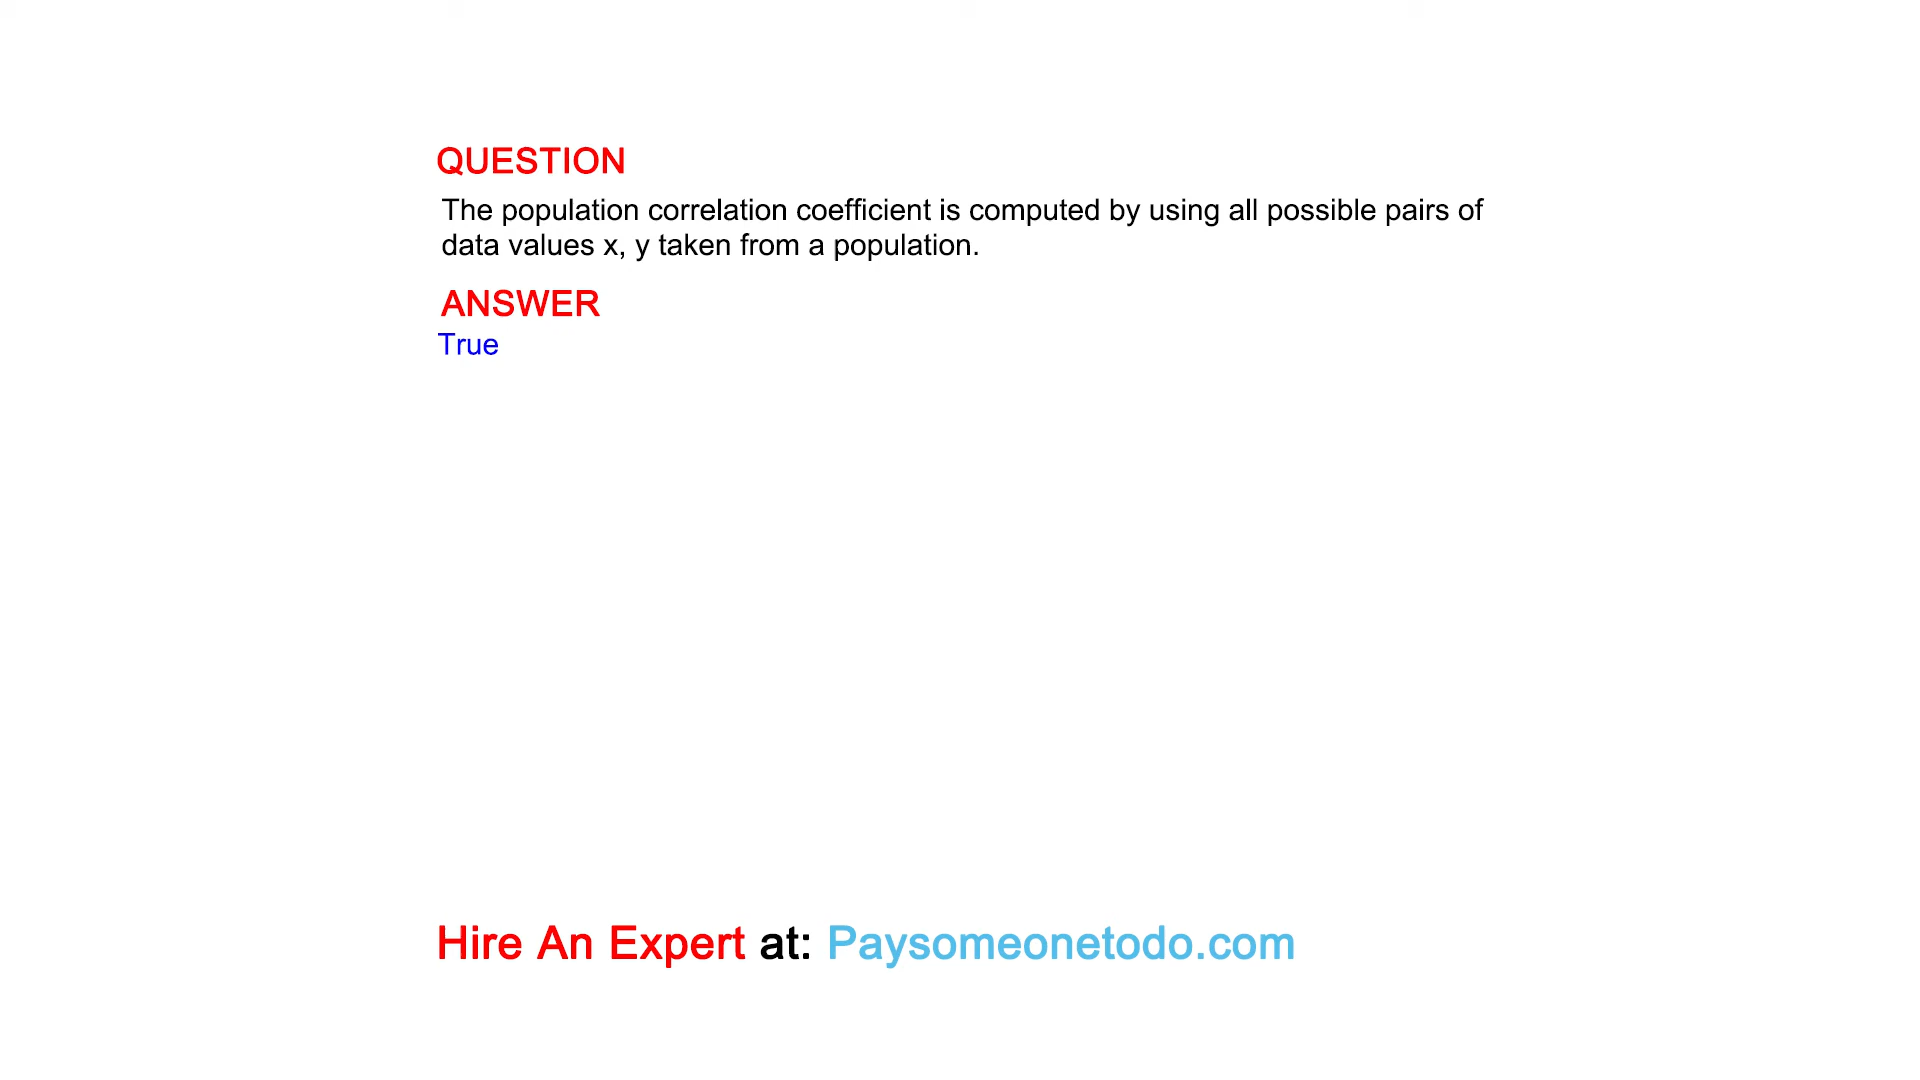 QUESTION
The population correlation coefficient is computed by using all possible pairs of
data values x, y taken from a population.
ANSWER
True
Hire An Expert at: Paysomeonetodo.com